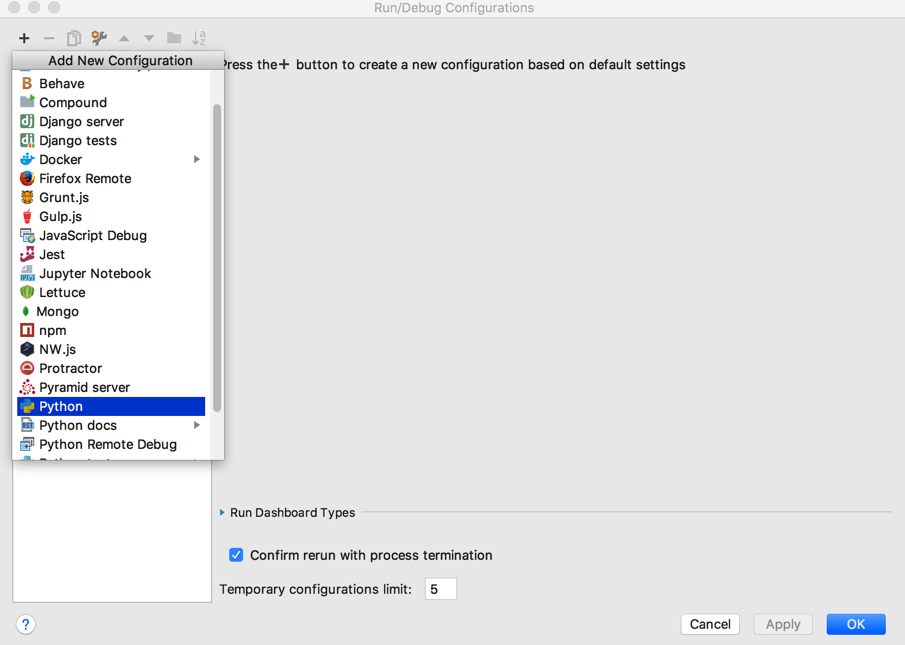 Run/Debug Configurations
Add New Configuration
Press the + button to create a new configuration based on default settings
Behave
Compound
Django server
Django tests
Docker
Firefox Remote
Grunt.js
Gulp.js
JavaScript Debug
Jest
Jupyter Notebook
Lettuce
Mongo
npm
NW.js
Protractor
Pyramid server
Python
Python docs
Python Remote Debug
Run Dashboard Types
Confirm rerun with process termination
Temporary configurations limit: 5
? Cancel Apply OK